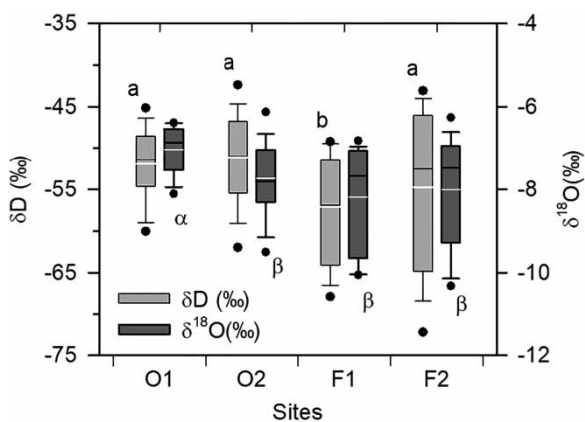 -35
-45
-55
-65
-75
δD (‰)
-4
-6
-8
-10
-12
δ¹⁸O(‰)
a
a
b
a
α
β
β
β
δD (‰)
δ¹⁸O(‰)
O1 O2 F1 F2
Sites